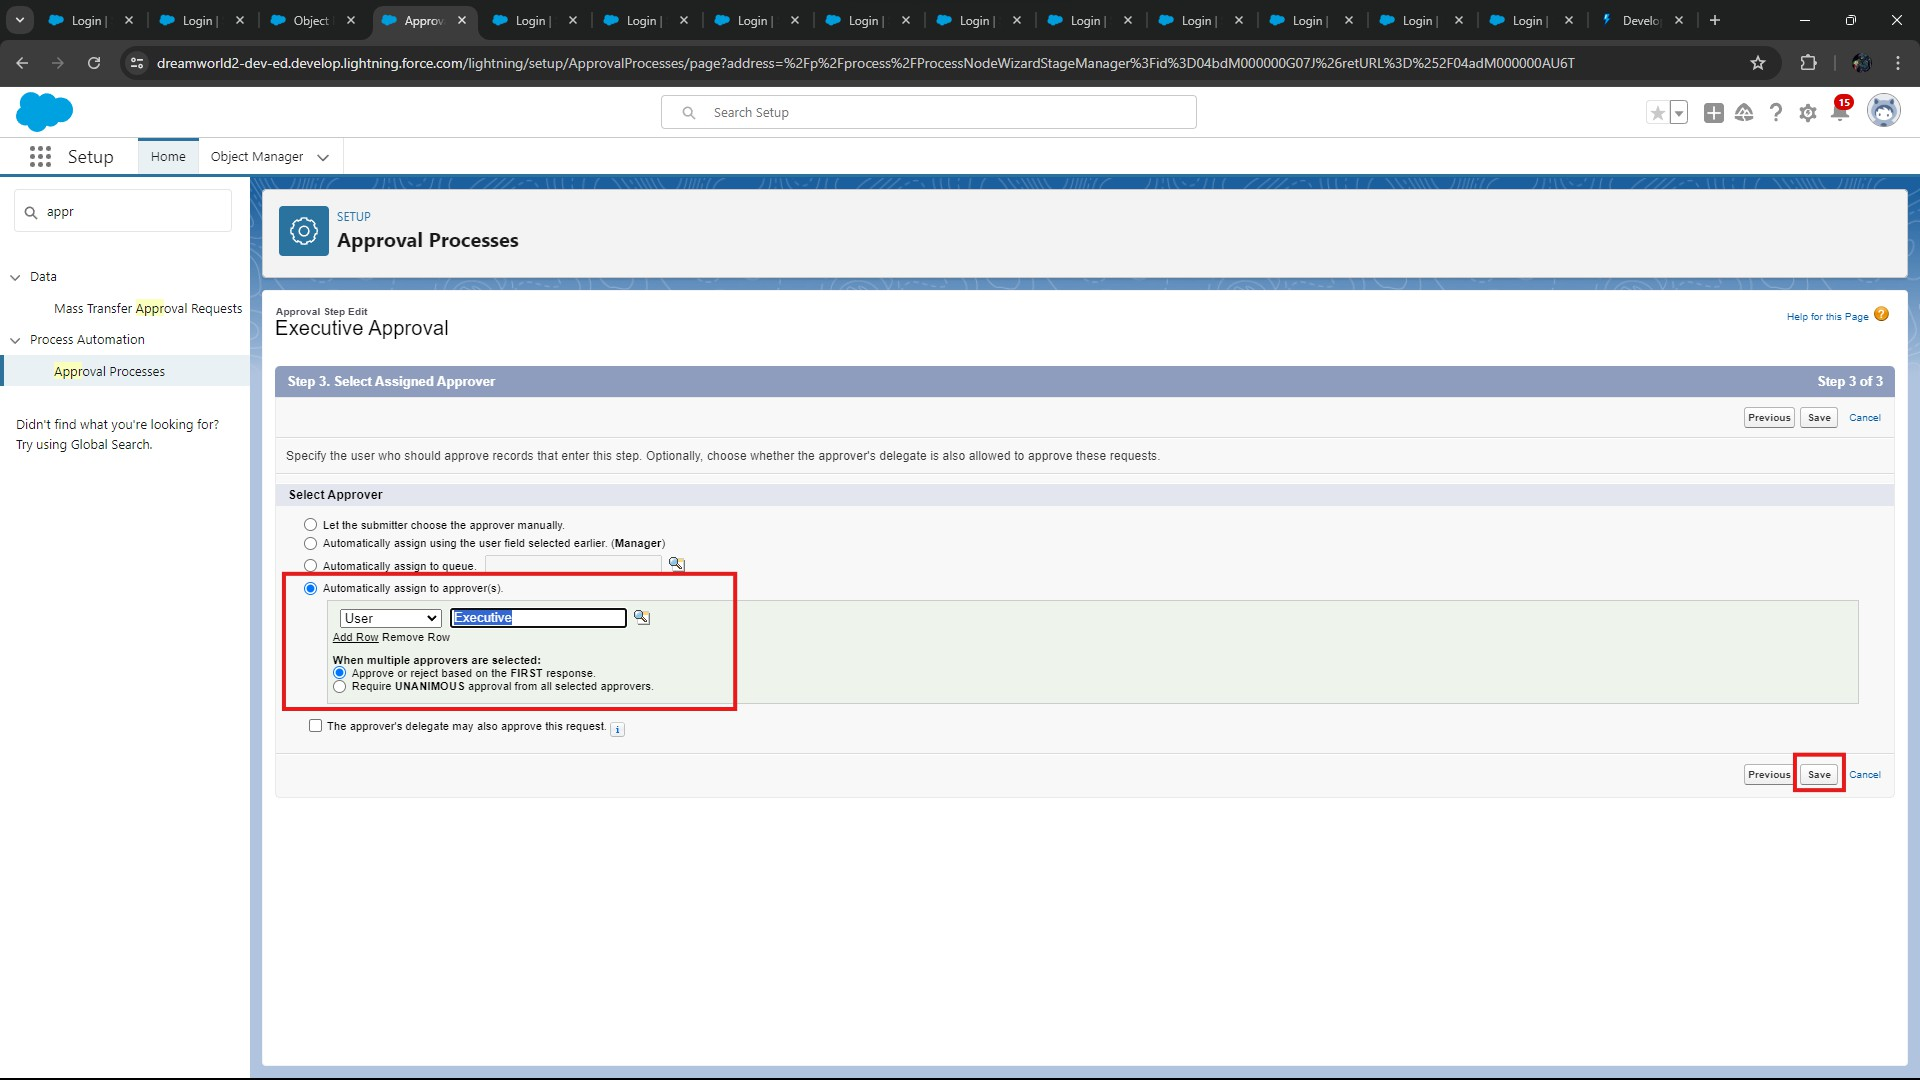 Login |
Login |
Object
Approv
Login |
Login |
Login |
Login |
Login |
Login |
Login |
Login |
Login |
Login |
Develo
dreamworld2-dev-ed.develop.lightning.force.com/lightning/setup/ApprovalProcesses/page?address=%2Fp%2Fprocess%2FProcessNodeWizardStageManager%3Fid%3D04bdM000000G07J%26retURL%3D%252F04adM000000AU6T
Search Setup
15
Setup
Home
Object Manager
appr
Data
Mass Transfer Approval Requests
Process Automation
Approval Processes
Didn't find what you're looking for?
Try using Global Search.
SETUP
Approval Processes
Approval Step Edit
Executive Approval
Help for this Page ?
Step 3. Select Assigned Approver
Step 3 of 3
Previous Save Cancel
Specify the user who should approve records that enter this step. Optionally, choose whether the approver's delegate is also allowed to approve these requests.
Select Approver
Let the submitter choose the approver manually.
Automatically assign using the user field selected earlier. (Manager)
Automatically assign to queue.
Automatically assign to approver(s).
User Executive
Add Row Remove Row
When multiple approvers are selected:
Approve or reject based on the FIRST response.
Require UNANIMOUS approval from all selected approvers.
The approver's delegate may also approve this request. i
Previous Save Cancel